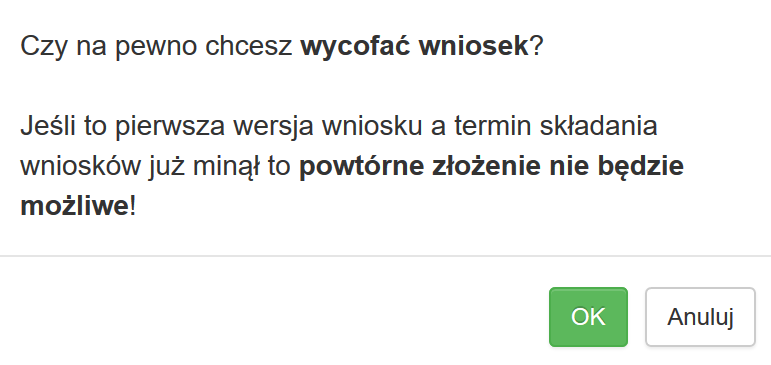 Czy na pewno chcesz wycofać wniosek?
Jeśli to pierwsza wersja wniosku a termin składania
wniosków już minął to powtórne złożenie nie będzie
możliwe!
OK
Anuluj